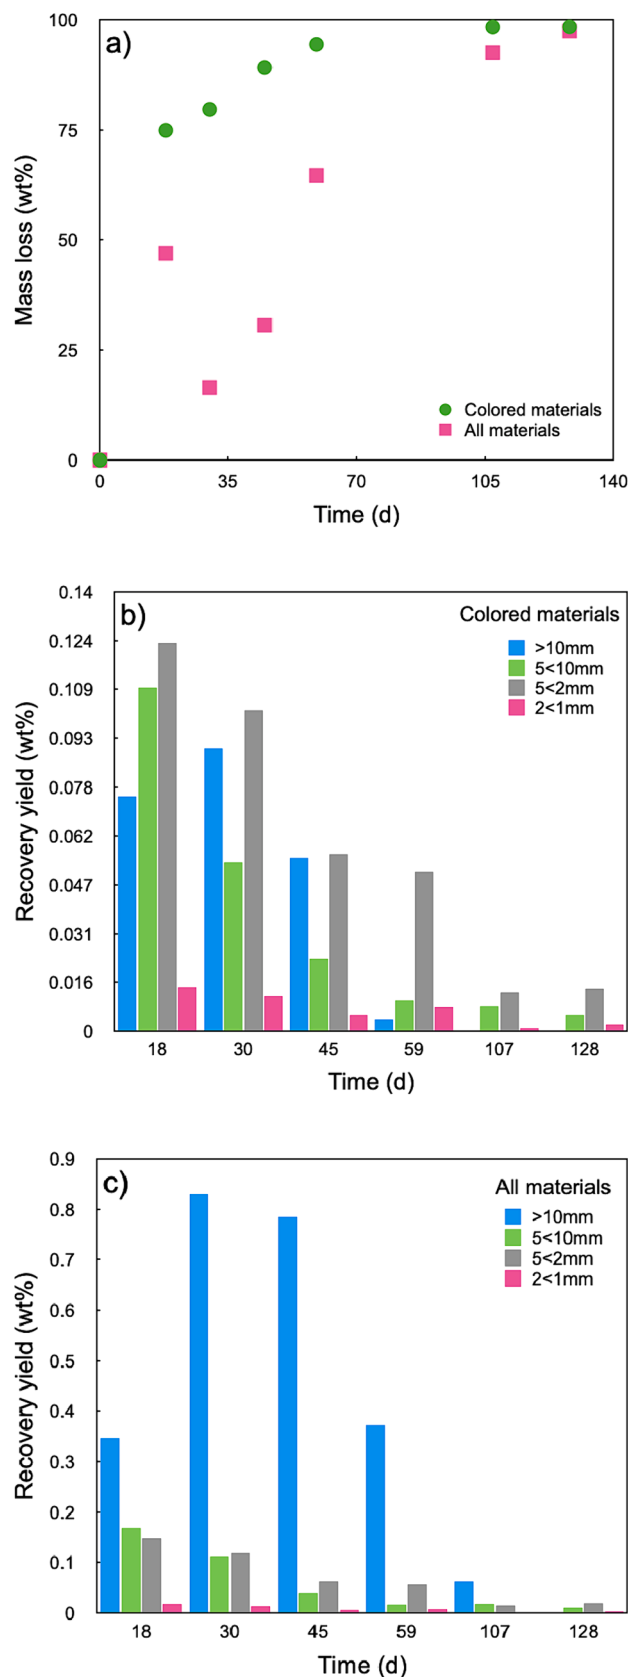 a)
100
75
50
25
0
Mass loss (wt%)
Colored materials
All materials
0 35 70 105 140
Time (d)
b)
Colored materials
>10mm
5<10mm
5<2mm
2<1mm
0.14
0.124
0.109
0.093
0.078
0.062
0.047
0.031
0.016
0
Recovery yield (wt%)
18 30 45 59 107 128
Time (d)
c)
All materials
>10mm
5<10mm
5<2mm
2<1mm
0.9
0.8
0.7
0.6
0.5
0.4
0.3
0.2
0.1
0
Recovery yield (wt%)
18 30 45 59 107 128
Time (d)